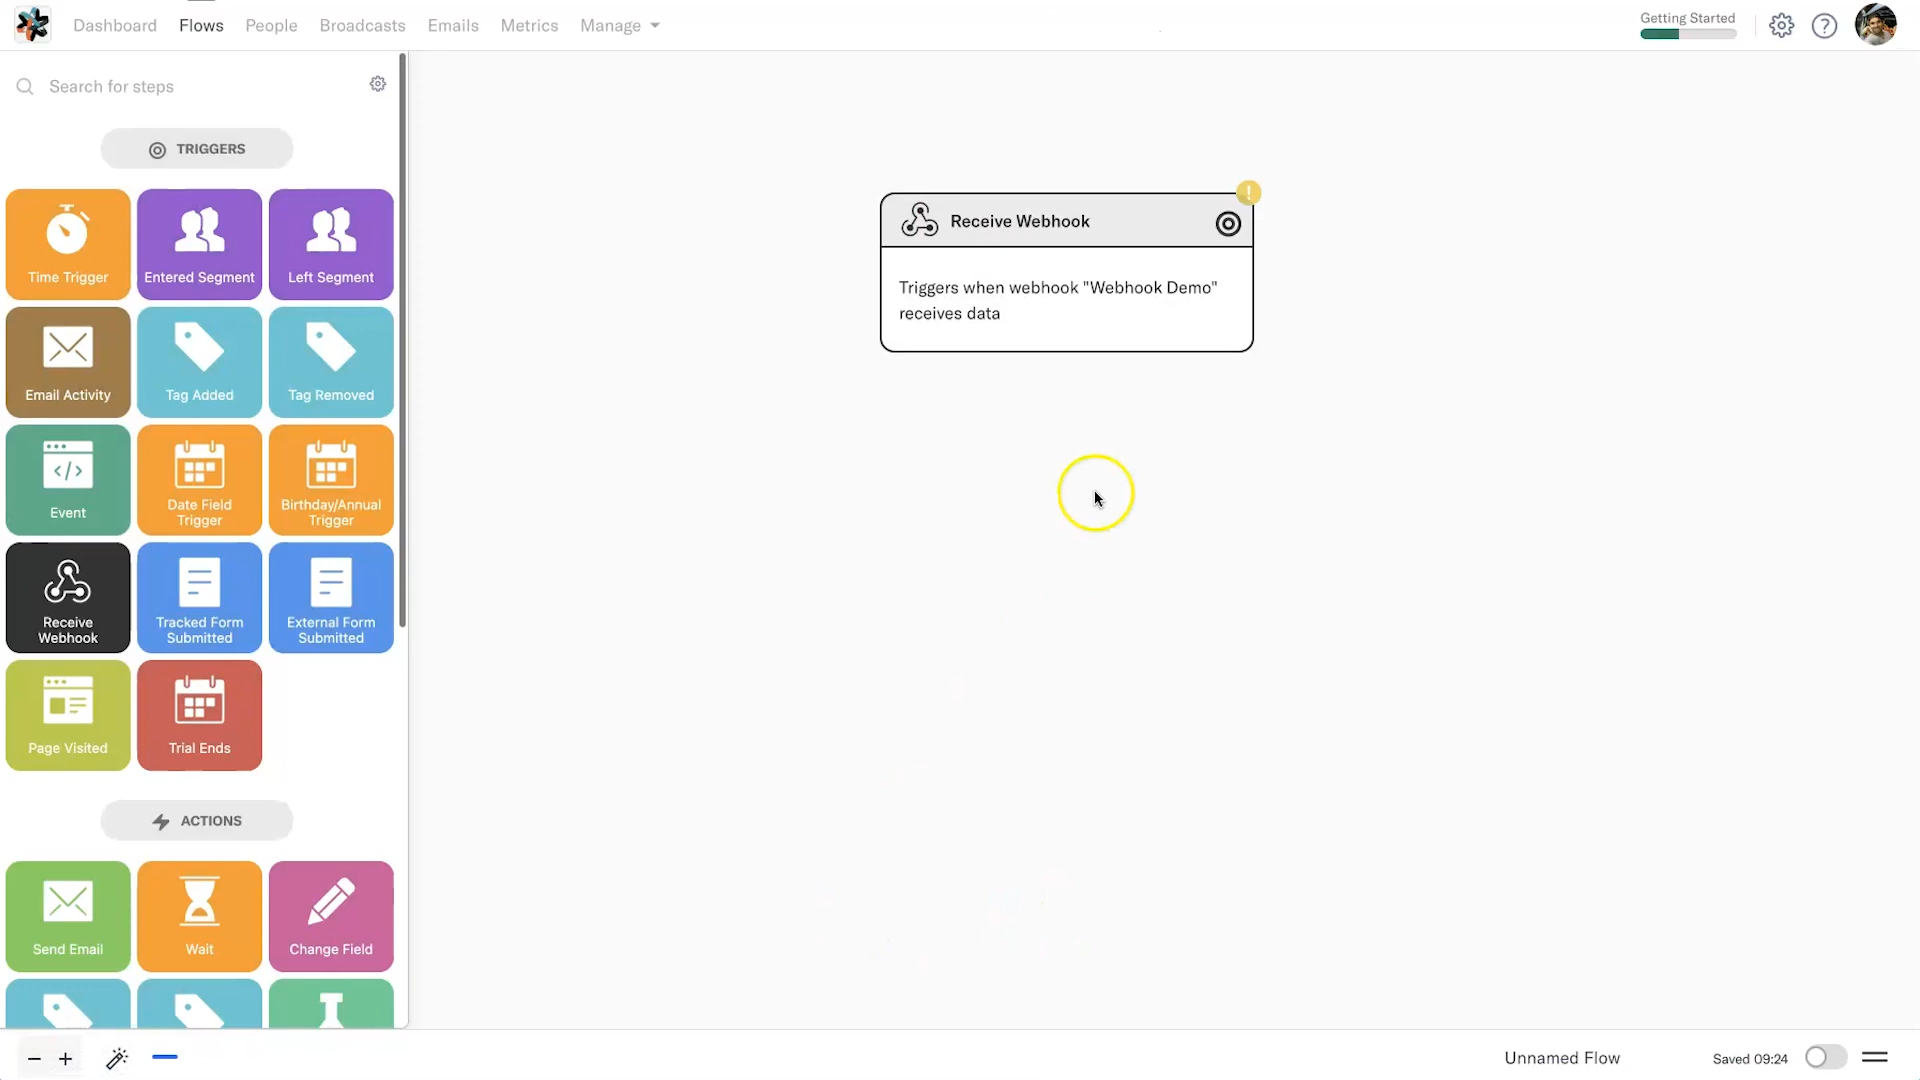 Dashboard
Flows
People
Broadcasts
Emails
Metrics
Manage
Getting Started
Search for steps
TRIGGERS
Time Trigger
Entered Segment
Left Segment
Email Activity
Tag Added
Tag Removed
Event
Date Field
Trigger
Birthday/Annual
Trigger
Receive
Webhook
Tracked Form
Submitted
External Form
Submitted
Page Visited
Trial Ends
ACTIONS
Send Email
Wait
Change Field
Receive Webhook
Triggers when webhook "Webhook Demo"
receives data
Unnamed Flow
Saved 09:24